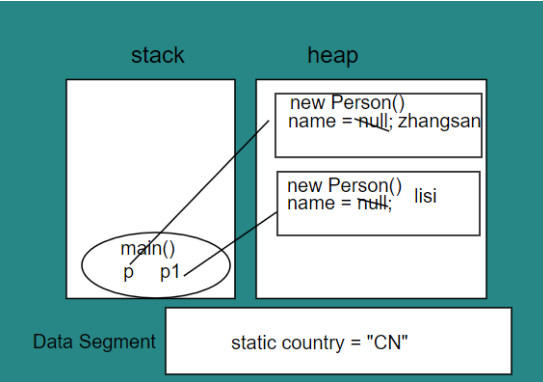 stack
heap
new Person()
name = null; zhangsan
new Person()
name = null; lisi
main()
p p1
Data Segment
static country = "CN"